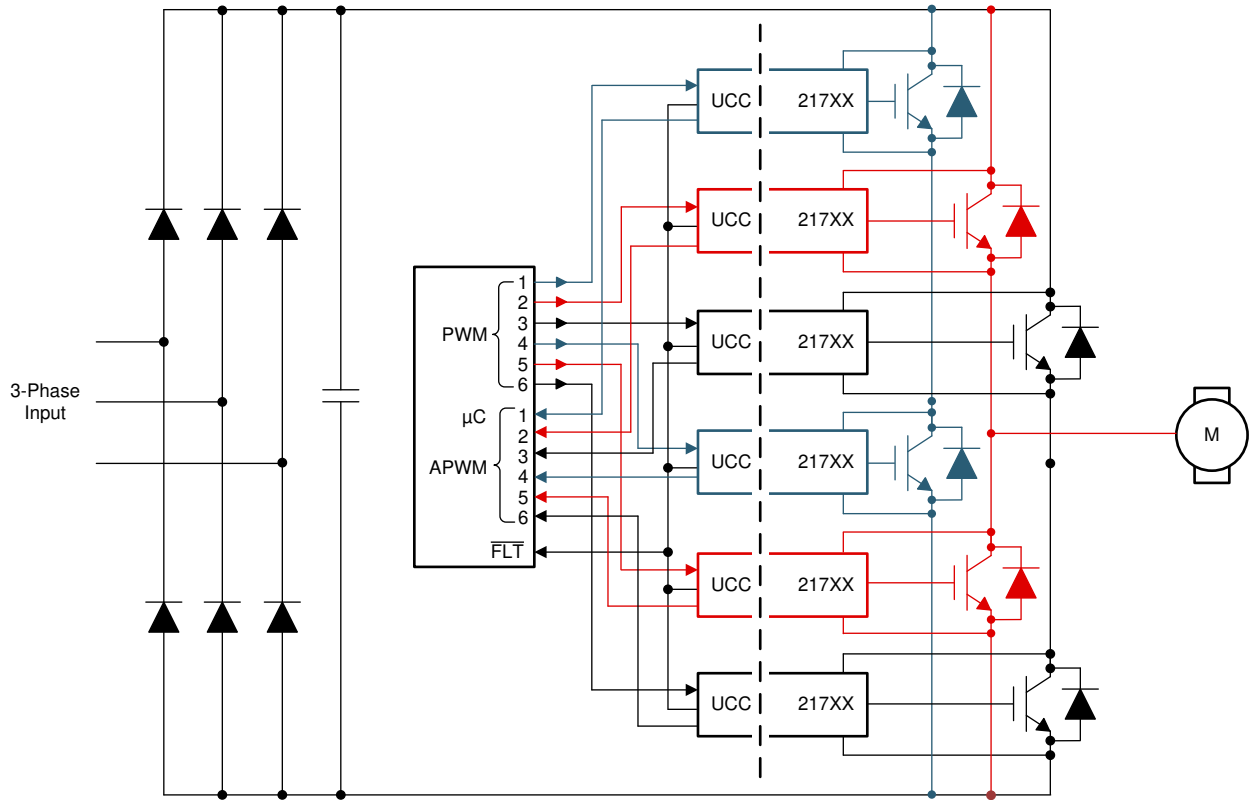 3-Phase
Input
PWM
1
2
3
4
5
6
µC
APWM
1
2
3
4
5
6
FLT
UCC 217XX
UCC 217XX
UCC 217XX
UCC 217XX
UCC 217XX
UCC 217XX
M